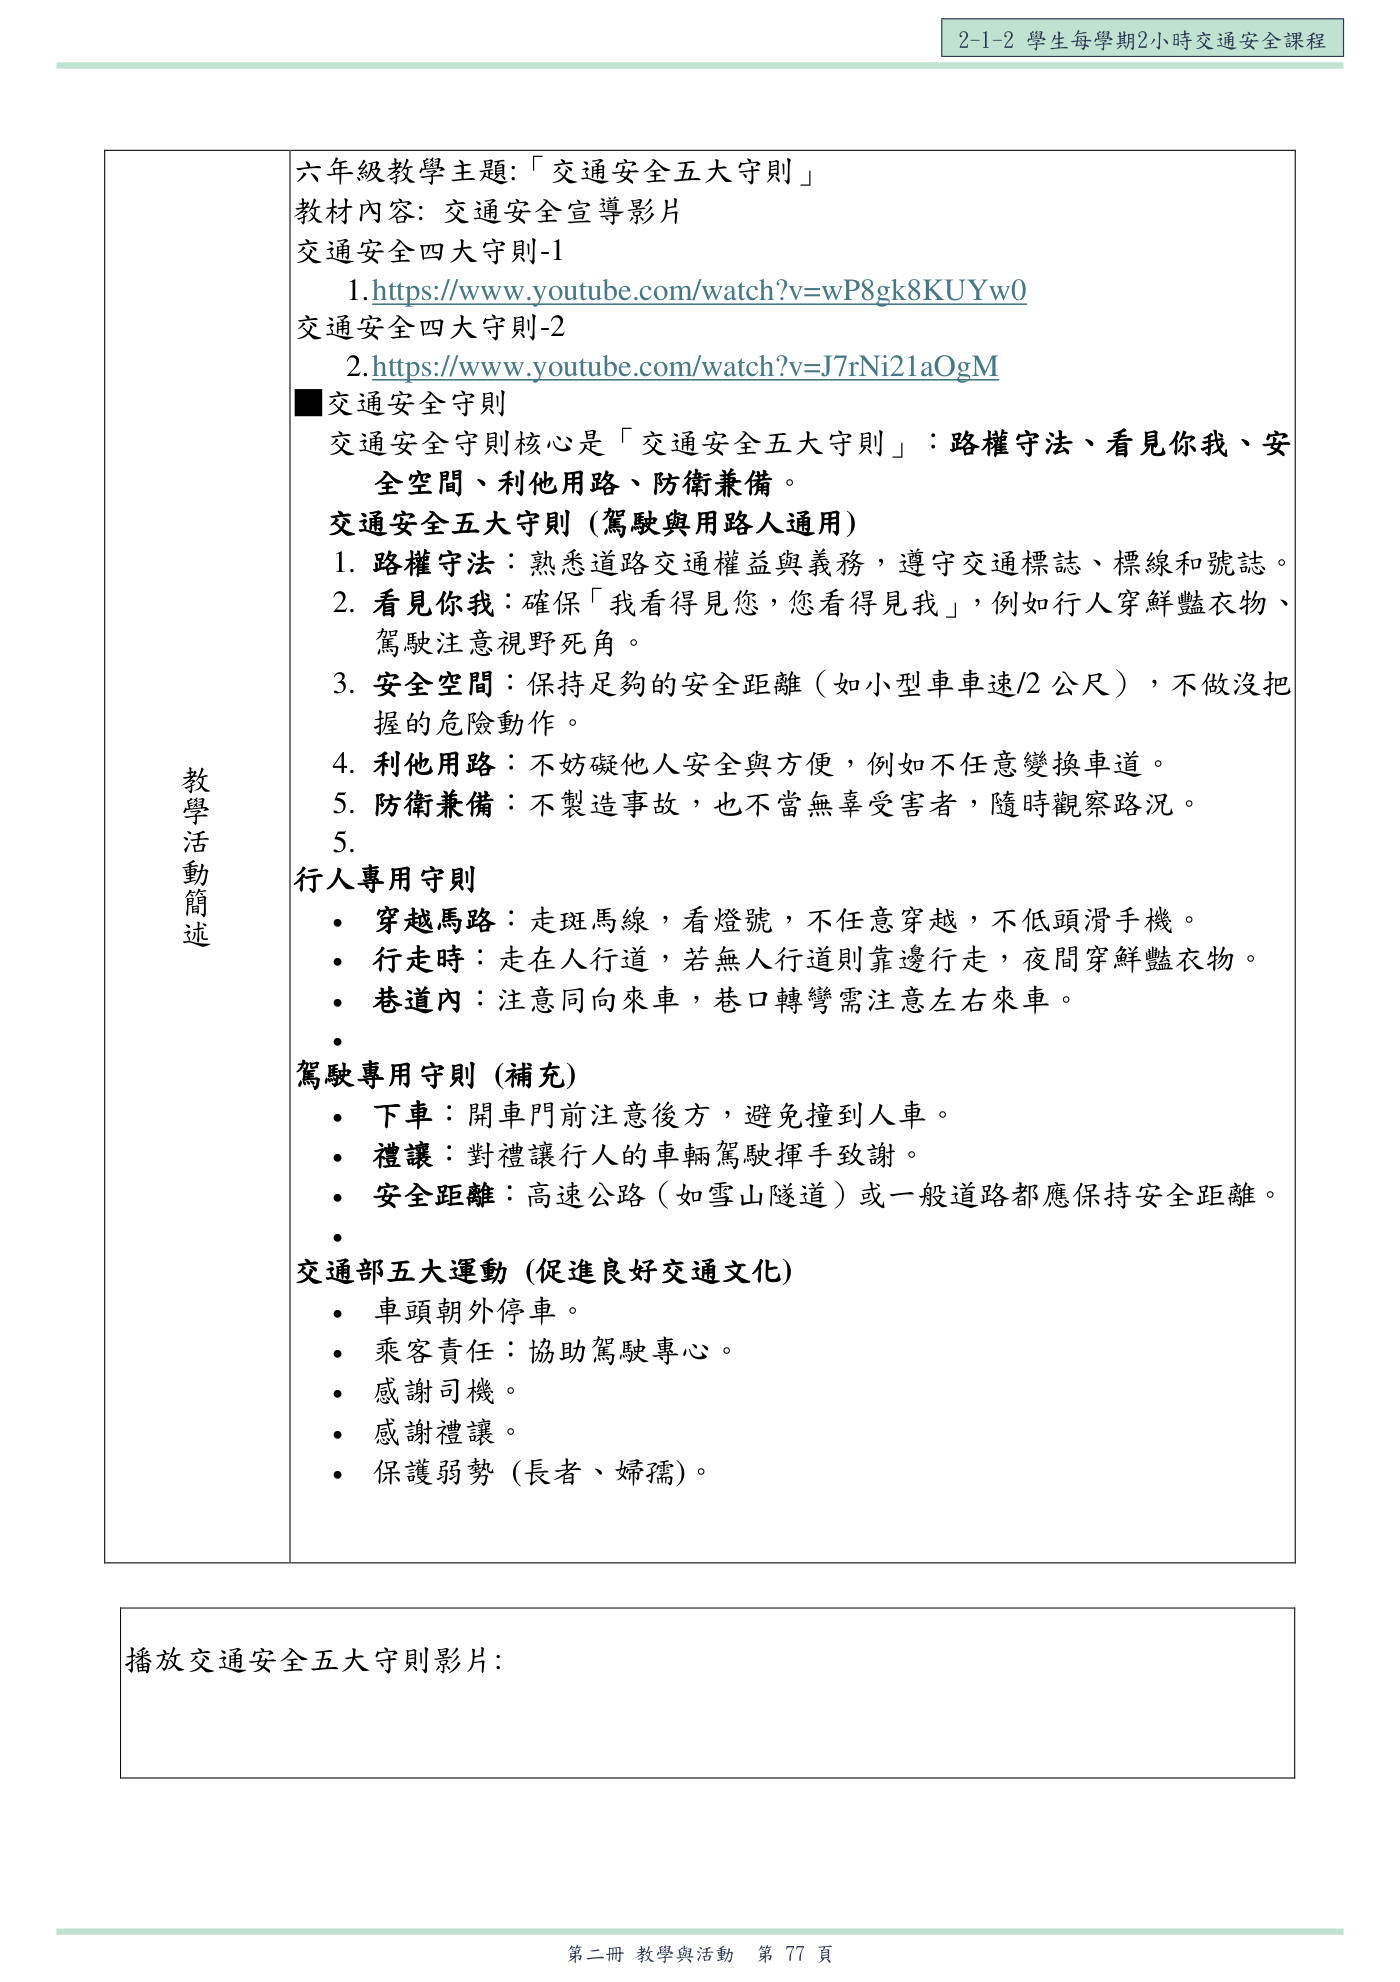 2-1-2 學生每學期2小時交通安全課程
教學活動簡述
六年級教學主題:「交通安全五大守則」
教材內容: 交通安全宣導影片
交通安全四大守則-1
1.https://www.youtube.com/watch?v=wP8gk8KUYw0
交通安全四大守則-2
2.https://www.youtube.com/watch?v=J7rNi21aOgM
■交通安全守則
交通安全守則核心是「交通安全五大守則」：路權守法、看見你我、安
全空間、利他用路、防衛兼備。
交通安全五大守則 (駕駛與用路人通用)
1. 路權守法：熟悉道路交通權益與義務，遵守交通標誌、標線和號誌。
2. 看見你我：確保「我看得見您，您看得見我」，例如行人穿鮮豔衣物、
駕駛注意視野死角。
3. 安全空間：保持足夠的安全距離（如小型車車速/2 公尺），不做沒把
握的危險動作。
4. 利他用路：不妨礙他人安全與方便，例如不任意變換車道。
5. 防衛兼備：不製造事故，也不當無辜受害者，隨時觀察路況。
5.
行人專用守則
• 穿越馬路：走斑馬線，看燈號，不任意穿越，不低頭滑手機。
• 行走時：走在人行道，若無人行道則靠邊行走，夜間穿鮮豔衣物。
• 巷道內：注意同向來車，巷口轉彎需注意左右來車。
•
駕駛專用守則 (補充)
• 下車：開車門前注意後方，避免撞到人車。
• 禮讓：對禮讓行人的車輛駕駛揮手致謝。
• 安全距離：高速公路（如雪山隧道）或一般道路都應保持安全距離。
•
交通部五大運動 (促進良好交通文化)
• 車頭朝外停車。
• 乘客責任：協助駕駛專心。
• 感謝司機。
• 感謝禮讓。
• 保護弱勢 (長者、婦孺)。
播放交通安全五大守則影片:
第二冊 教學與活動 第 77 頁